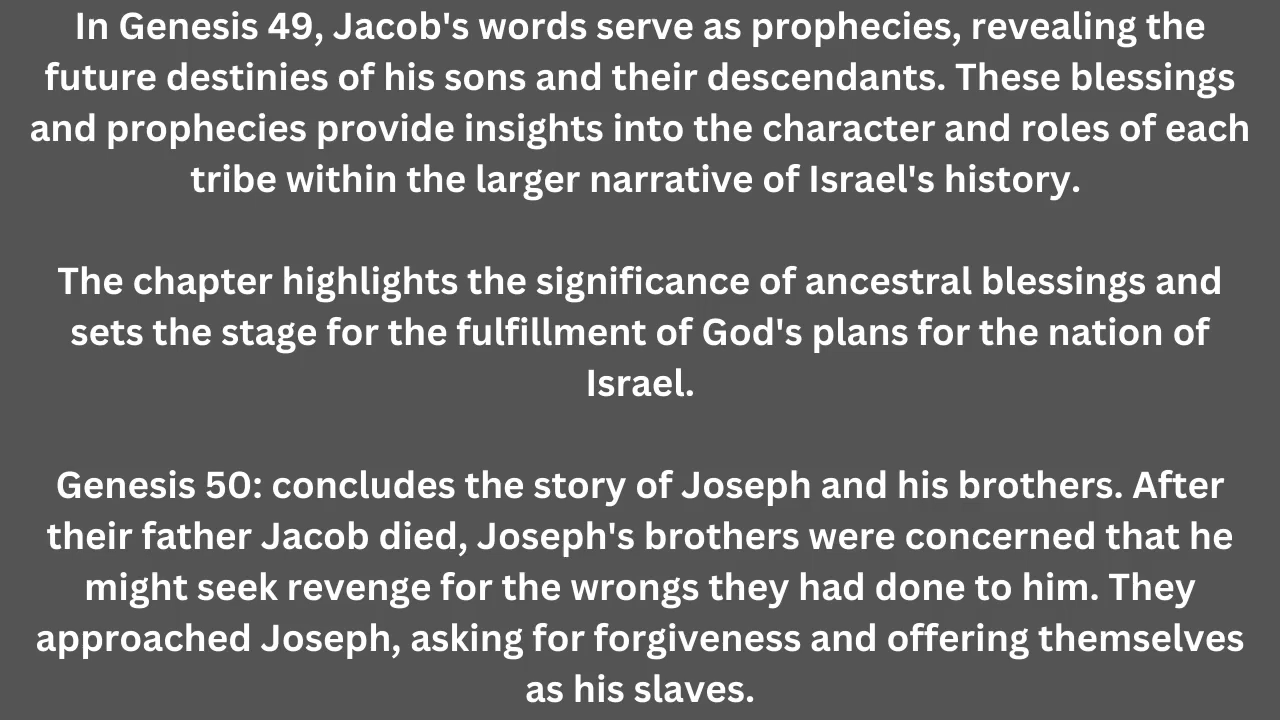 In Genesis 49, Jacob's words serve as prophecies, revealing the
future destinies of his sons and their descendants. These blessings
and prophecies provide insights into the character and roles of each
tribe within the larger narrative of Israel's history.
The chapter highlights the significance of ancestral blessings and
sets the stage for the fulfillment of God's plans for the nation of
Israel.
Genesis 50: concludes the story of Joseph and his brothers. After
their father Jacob died, Joseph's brothers were concerned that he
might seek revenge for the wrongs they had done to him. They
approached Joseph, asking for forgiveness and offering themselves
as his slaves.